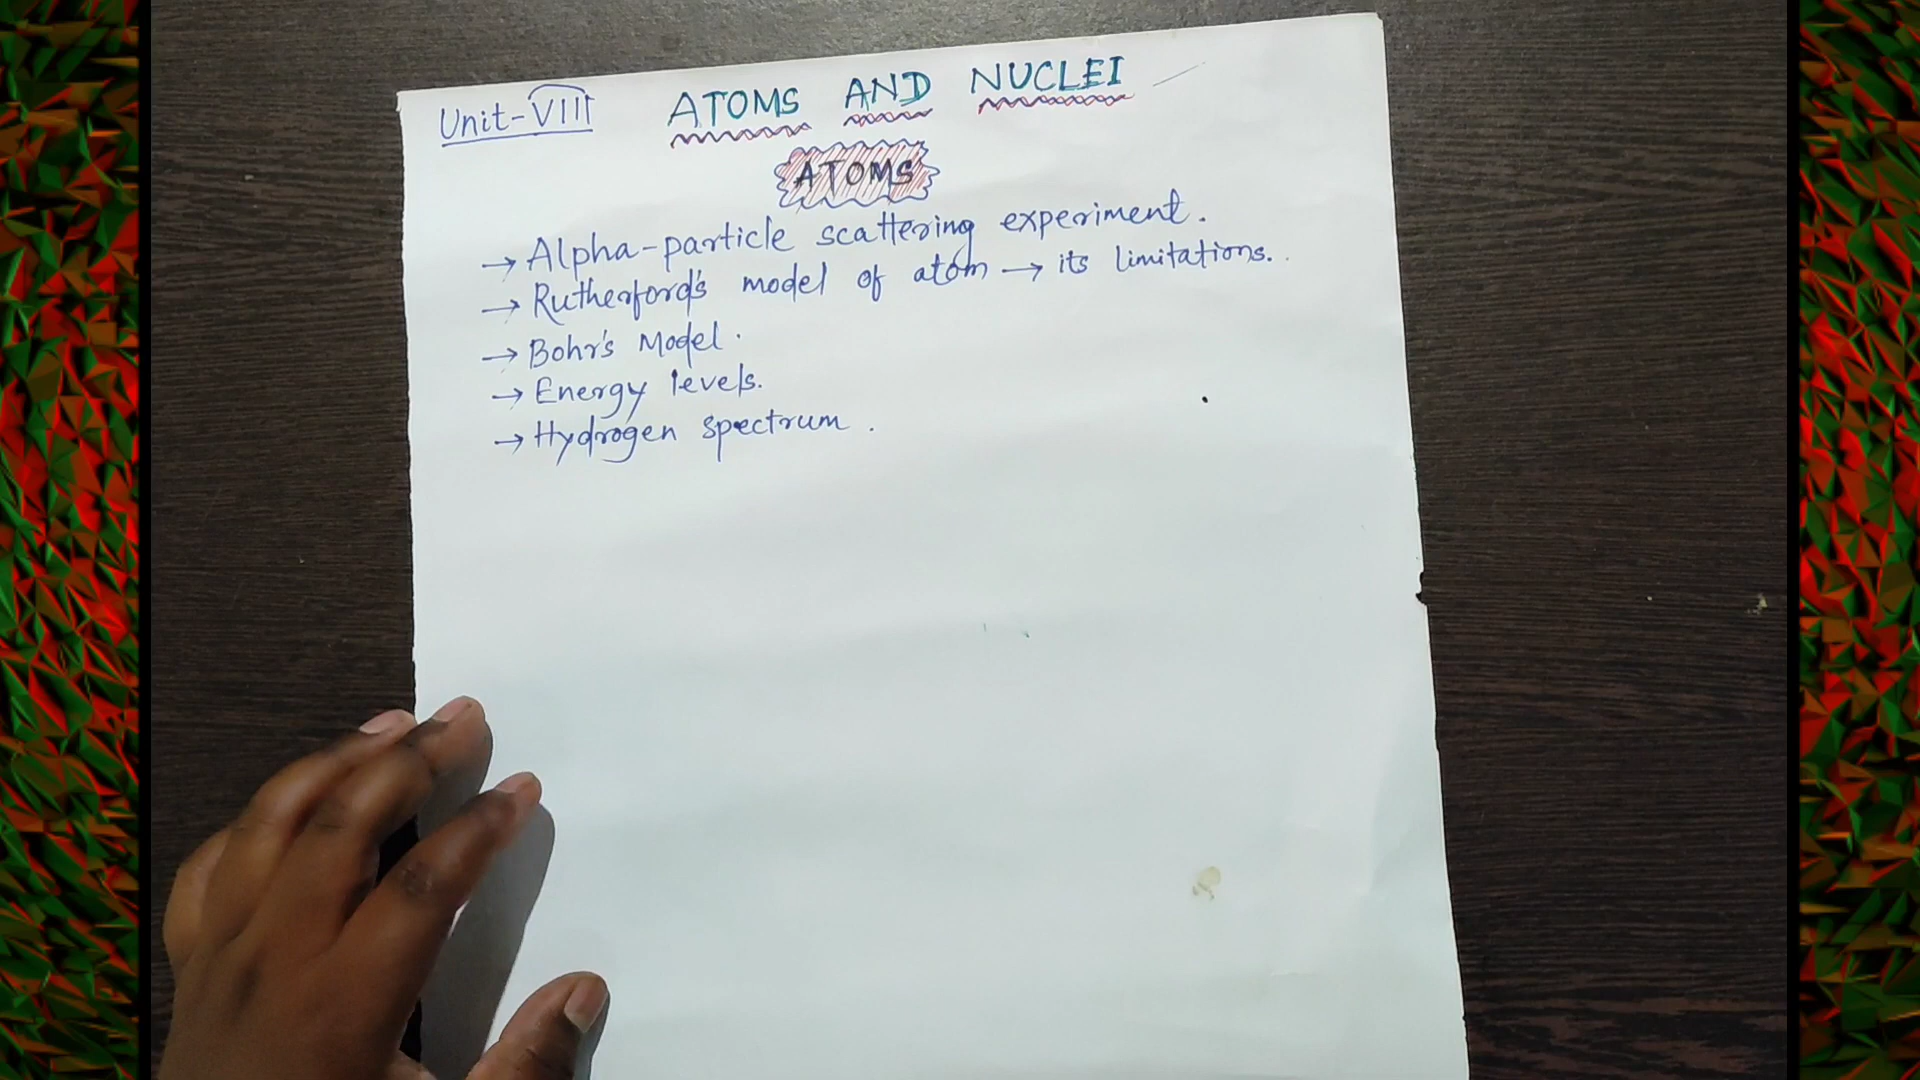 Unit-VIII ATOMS AND NUCLEI
ATOMS
→ Alpha-particle scattering experiment.
→ Rutherford's model of atom → its limitations.
→ Bohr's Model.
→ Energy levels.
→ Hydrogen spectrum.